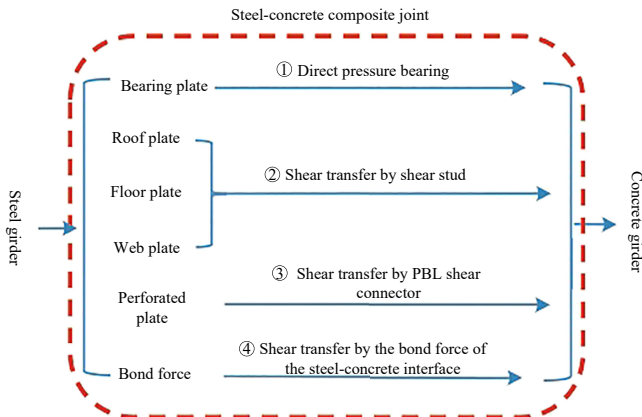 Steel-concrete composite joint
① Direct pressure bearing
Bearing plate
Roof plate
② Shear transfer by shear stud
Floor plate
Web plate
③ Shear transfer by PBL shear
connector
Perforated
plate
④ Shear transfer by the bond force of
the steel-concrete interface
Bond force
Steel girder
Concrete girder